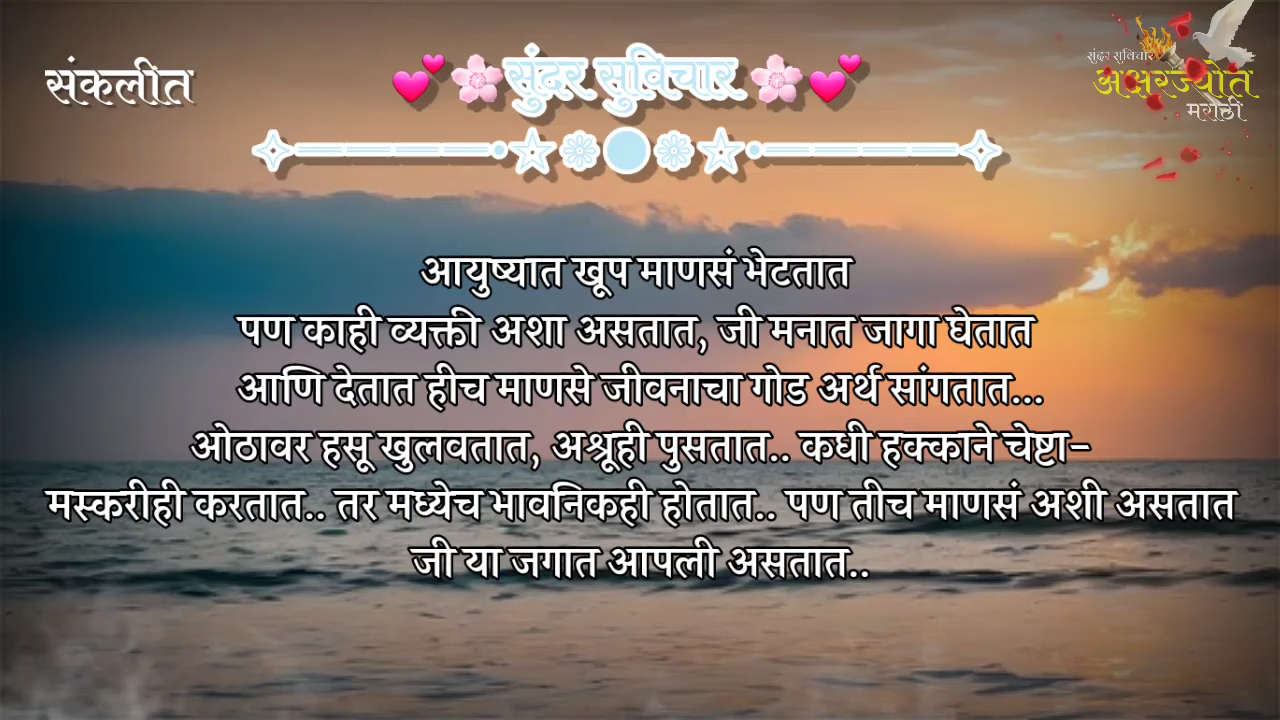 संकलीत
💕🌸सुंदर सुविचार🌸💕
सुंदर सुविचार
अक्षरज्योत
मराठी
आयुष्यात खूप माणसं भेटतात
पण काही व्यक्ती अशा असतात, जी मनात जागा घेतात
आणि देतात हीच माणसे जीवनाचा गोड अर्थ सांगतात...
ओठावर हसू खुलवतात, अश्रूही पुसतात.. कधी हक्काने चेष्टा-
मस्करीही करतात.. तर मध्येच भावनिकही होतात.. पण तीच माणसं अशी असतात
जी या जगात आपली असतात..